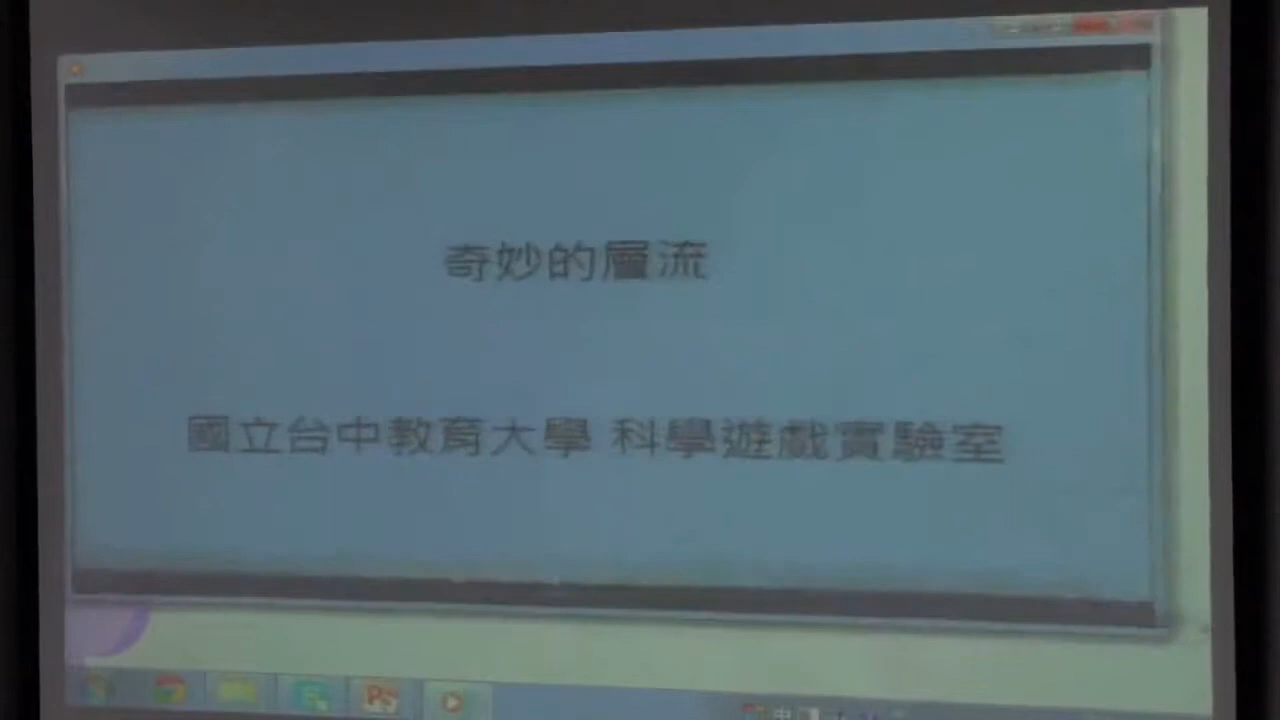 奇妙的層流
國立台中教育大學 科學遊戲實驗室